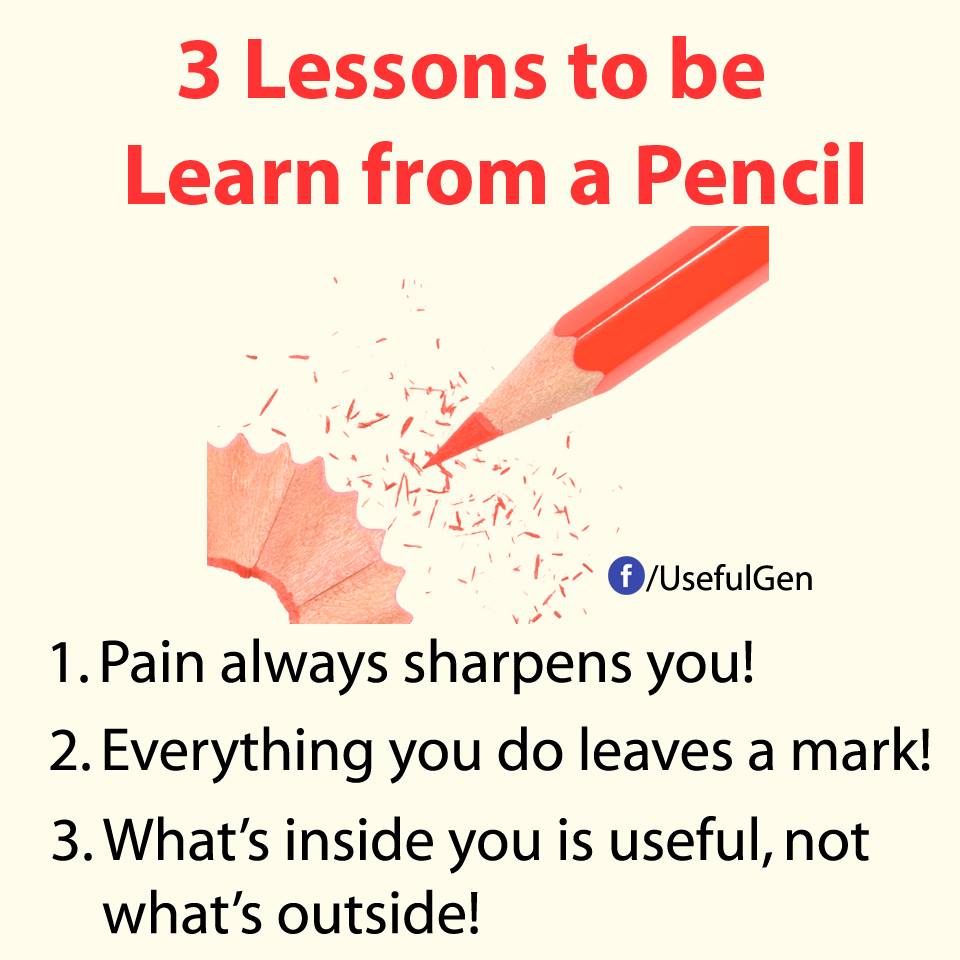 3 Lessons to be
Learn from a Pencil
f/UsefulGen
1. Pain always sharpens you!
2. Everything you do leaves a mark!
3. What’s inside you is useful, not
what’s outside!